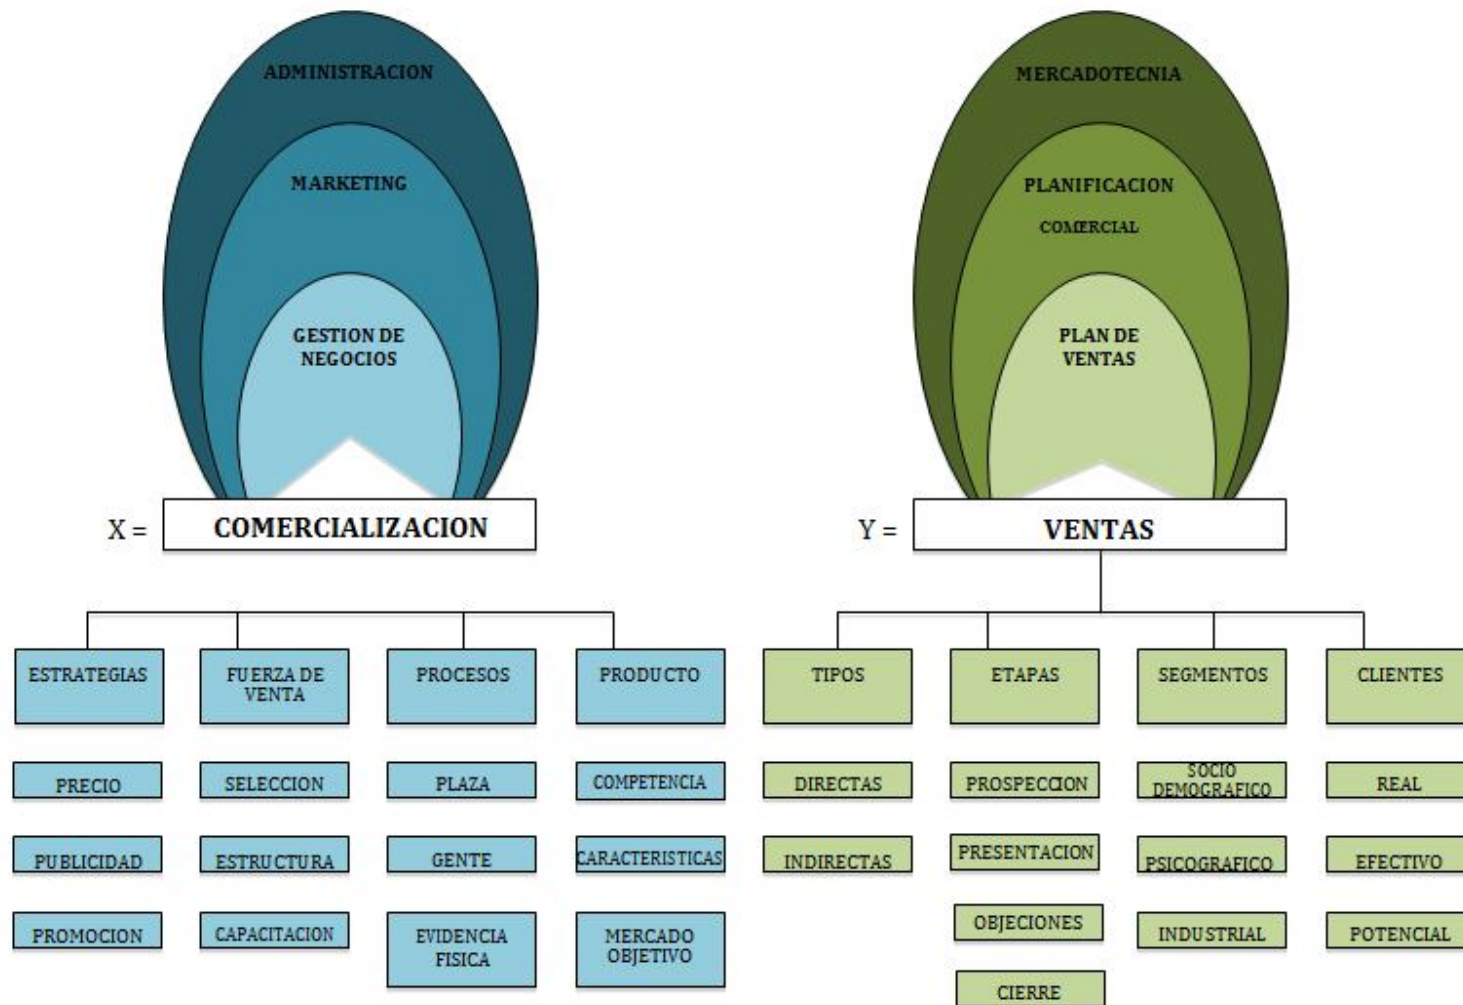 ADMINISTRACION
MARKETING
GESTION DE
NEGOCIOS
X =
COMERCIALIZACION
MERCADOTECNIA
PLANIFICACION
COMERCIAL
PLAN DE
VENTAS
Y =
VENTAS
ESTRATEGIAS
PRECIO
PUBLICIDAD
PROMOCION
FUERZA DE
VENTA
SELECCION
ESTRUCTURA
CAPACITACION
PROCESOS
PLAZA
GENTE
EVIDENCIA
FISICA
PRODUCTO
COMPETENCIA
CARACTERISTICAS
MERCADO
OBJETIVO
TIPOS
DIRECTAS
INDIRECTAS
ETAPAS
PROSPECCION
PRESENTACION
OBJECIONES
CIERRE
SEGMENTOS
SOCIO
DEMOGRAFICO
PSICOGRAFICO
INDUSTRIAL
CLIENTES
REAL
EFECTIVO
POTENCIAL